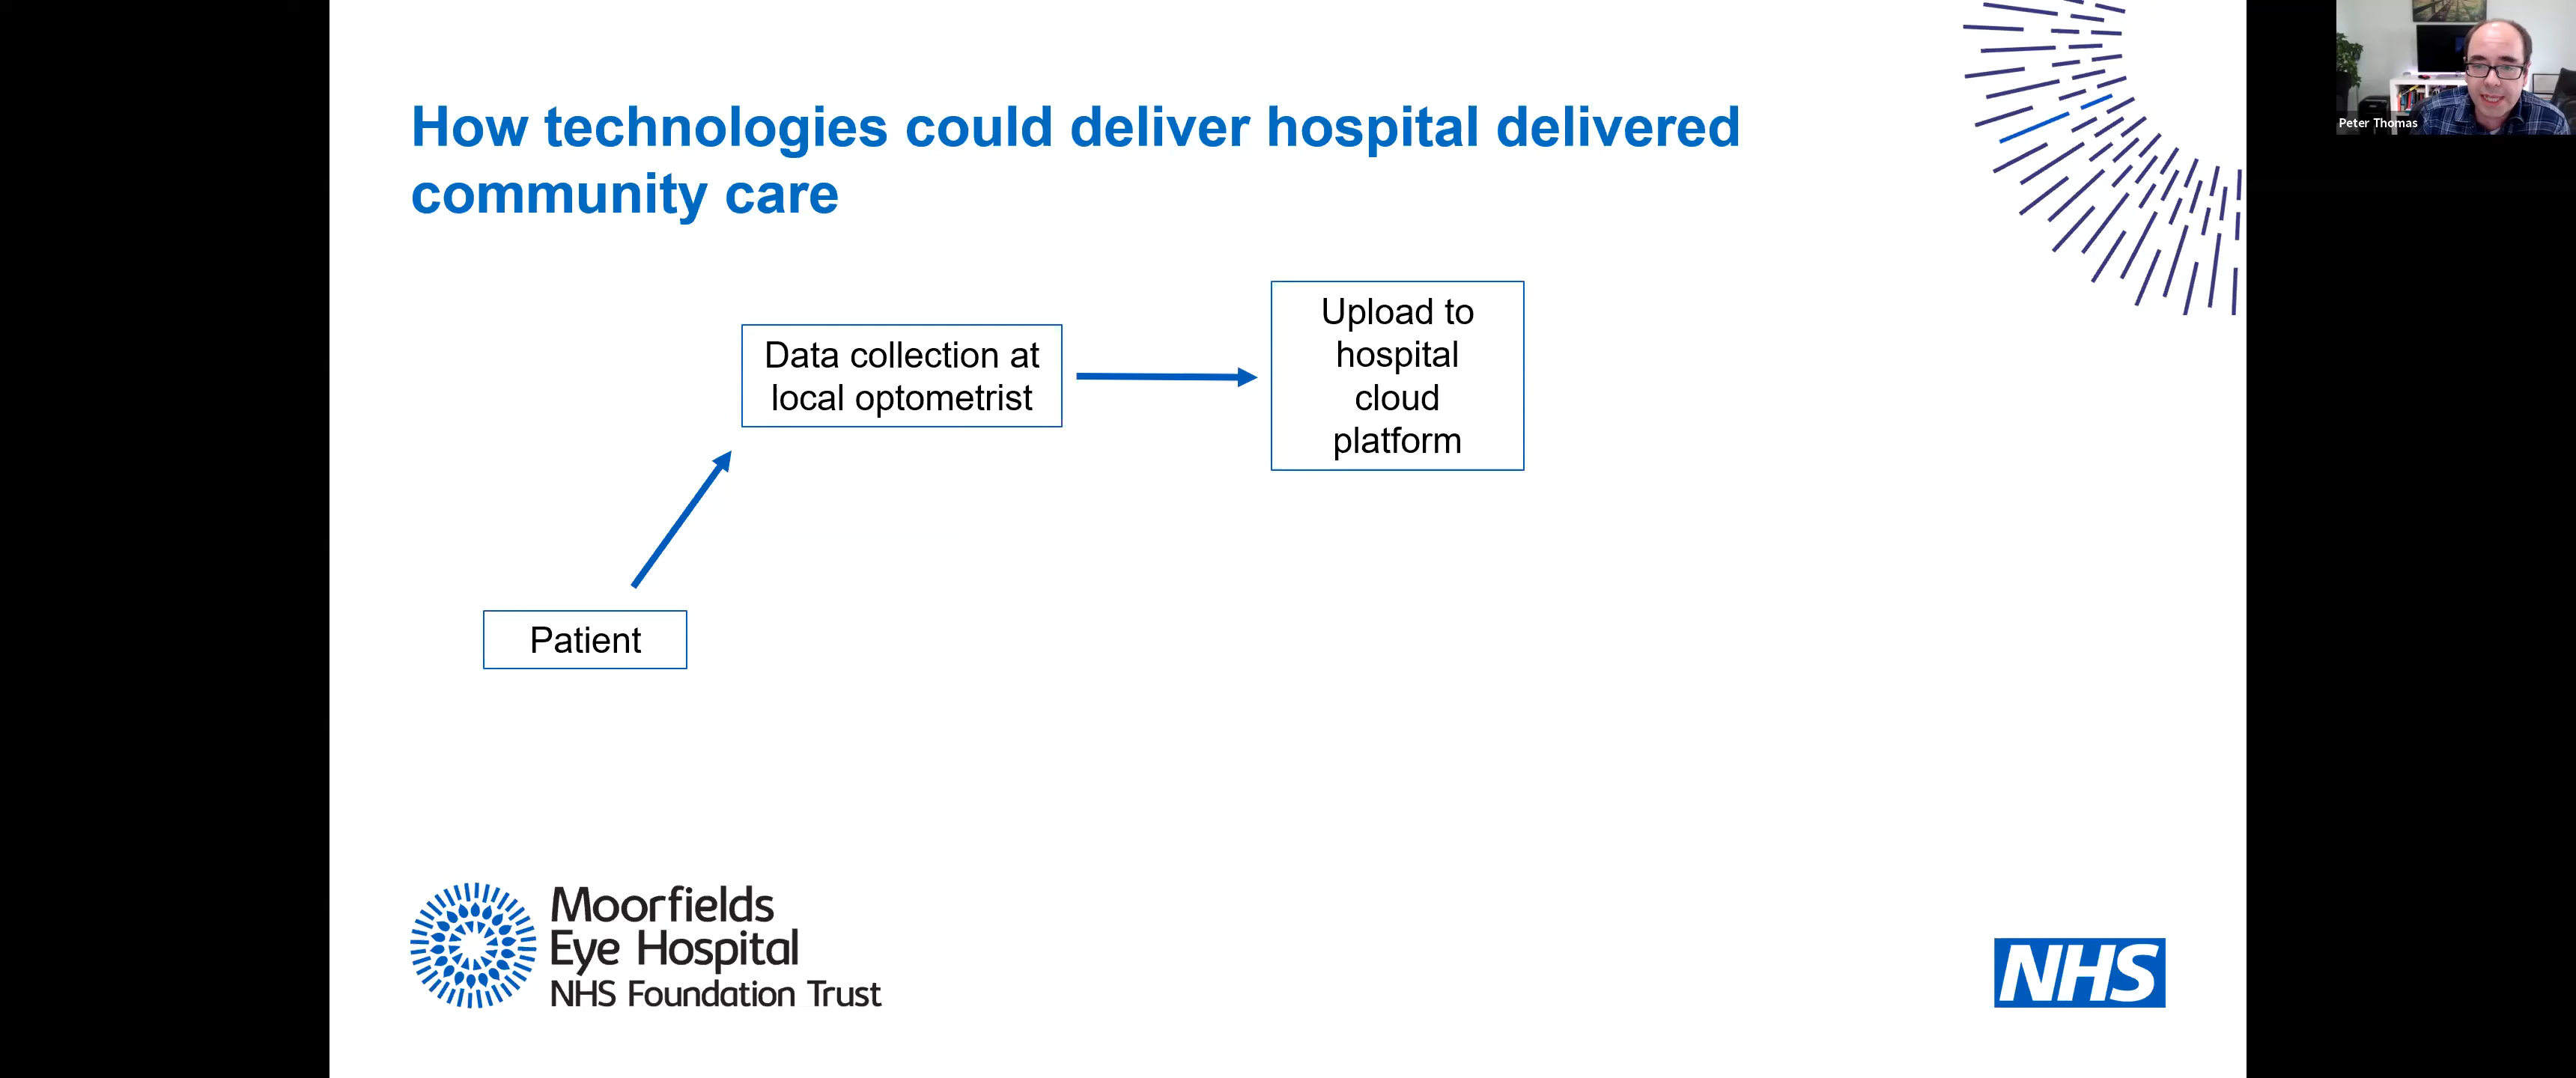 How technologies could deliver hospital delivered
community care
Peter Thomas
Data collection at
local optometrist
Upload to
hospital
cloud
platform
Patient
Moorfields
Eye Hospital
NHS Foundation Trust
NHS